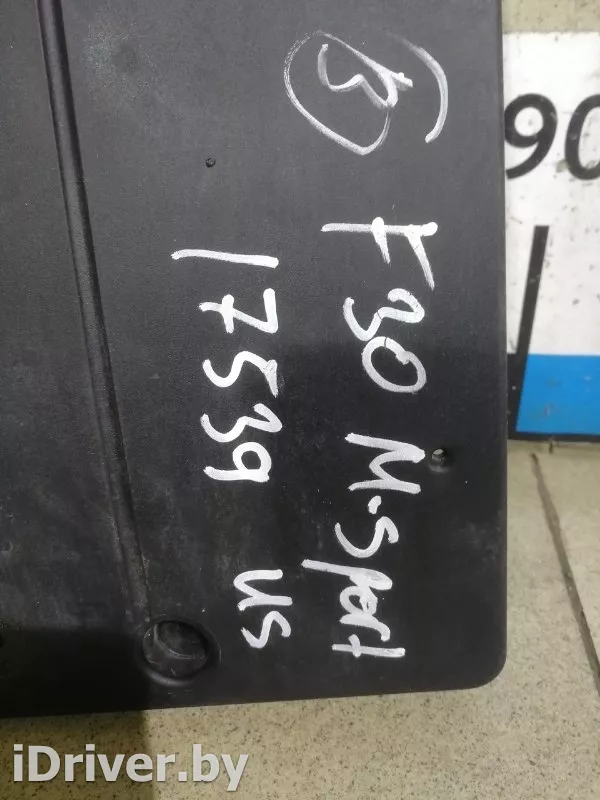 B
F30 M-Sport
17539 US
90
iDriver.by